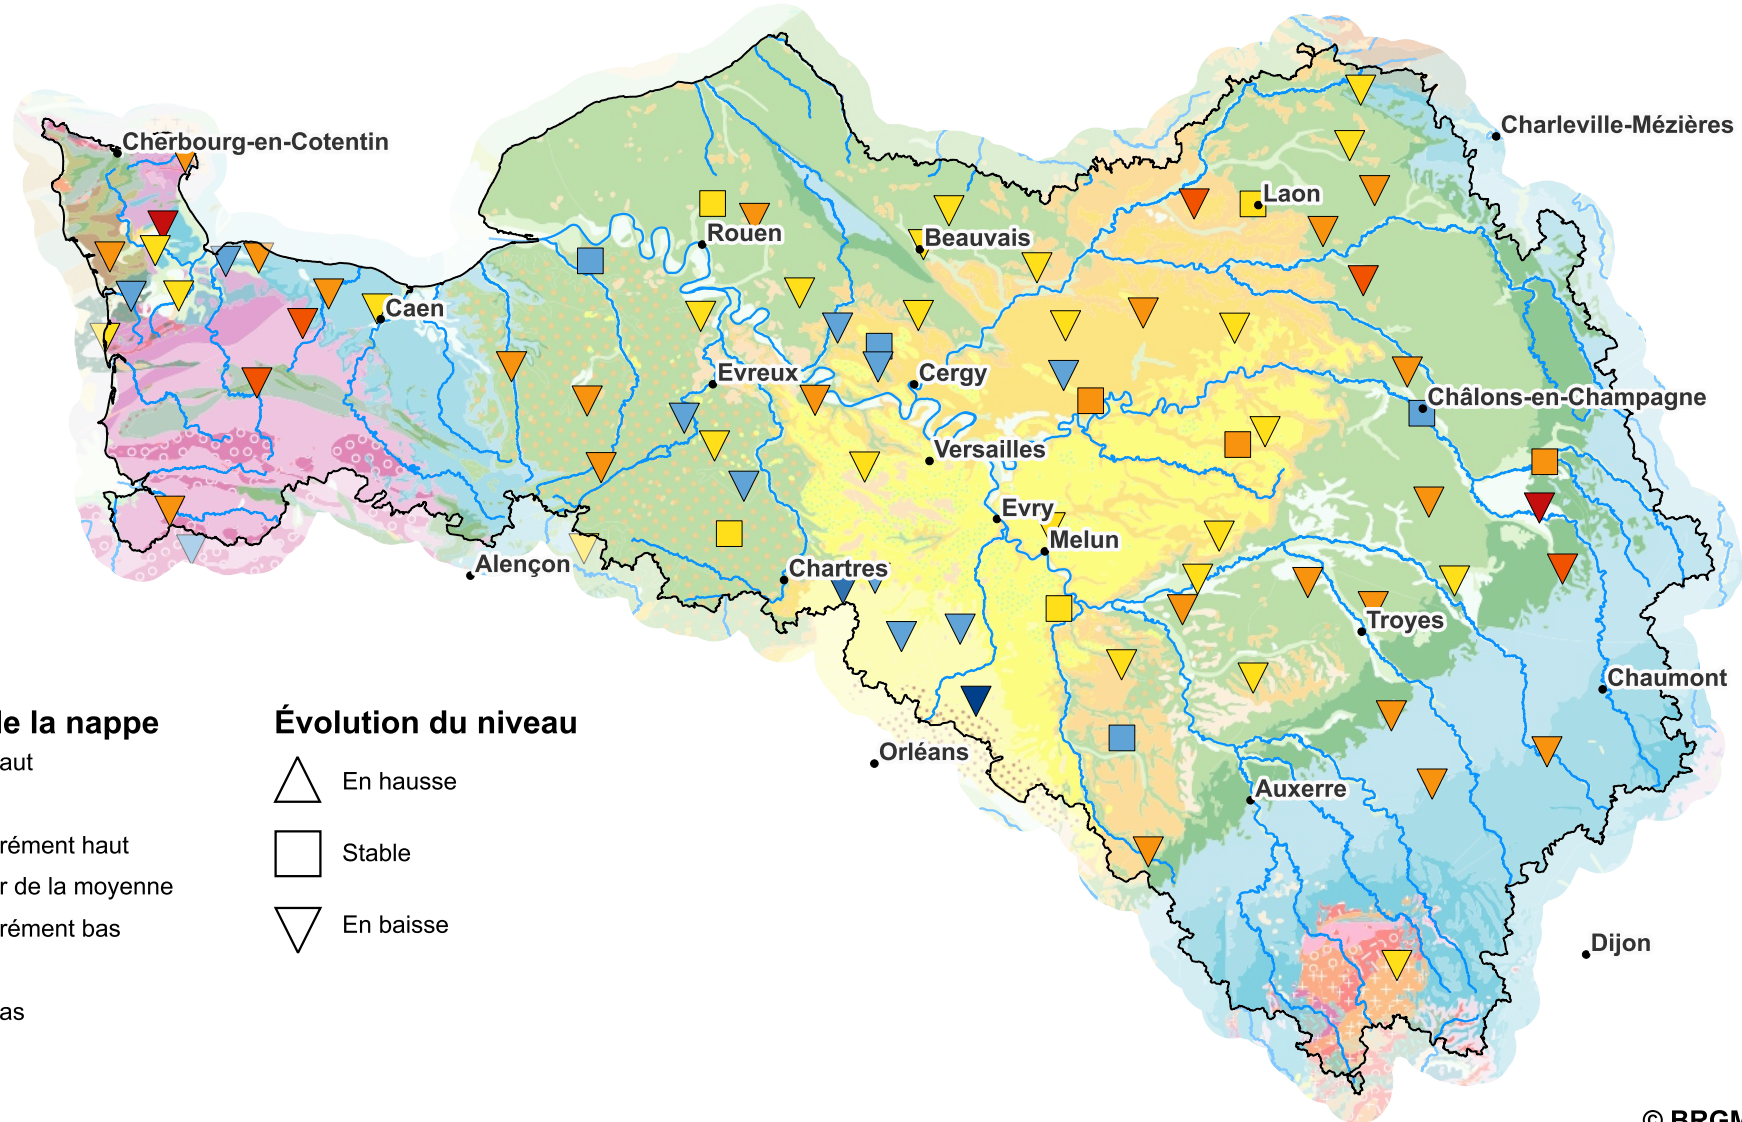 Cherbourg-en-Cotentin
Charleville-Mézières
Laon
Rouen
Beauvais
Caen
Evreux
Cergy
Châlons-en-Champagne
Versailles
Evry
Melun
Alençon
Chartres
Troyes
Chaumont
Orléans
Auxerre
Dijon
de la nappe
aut
rément haut
r de la moyenne
rément bas
as
Évolution du niveau
En hausse
Stable
En baisse
© BRGM